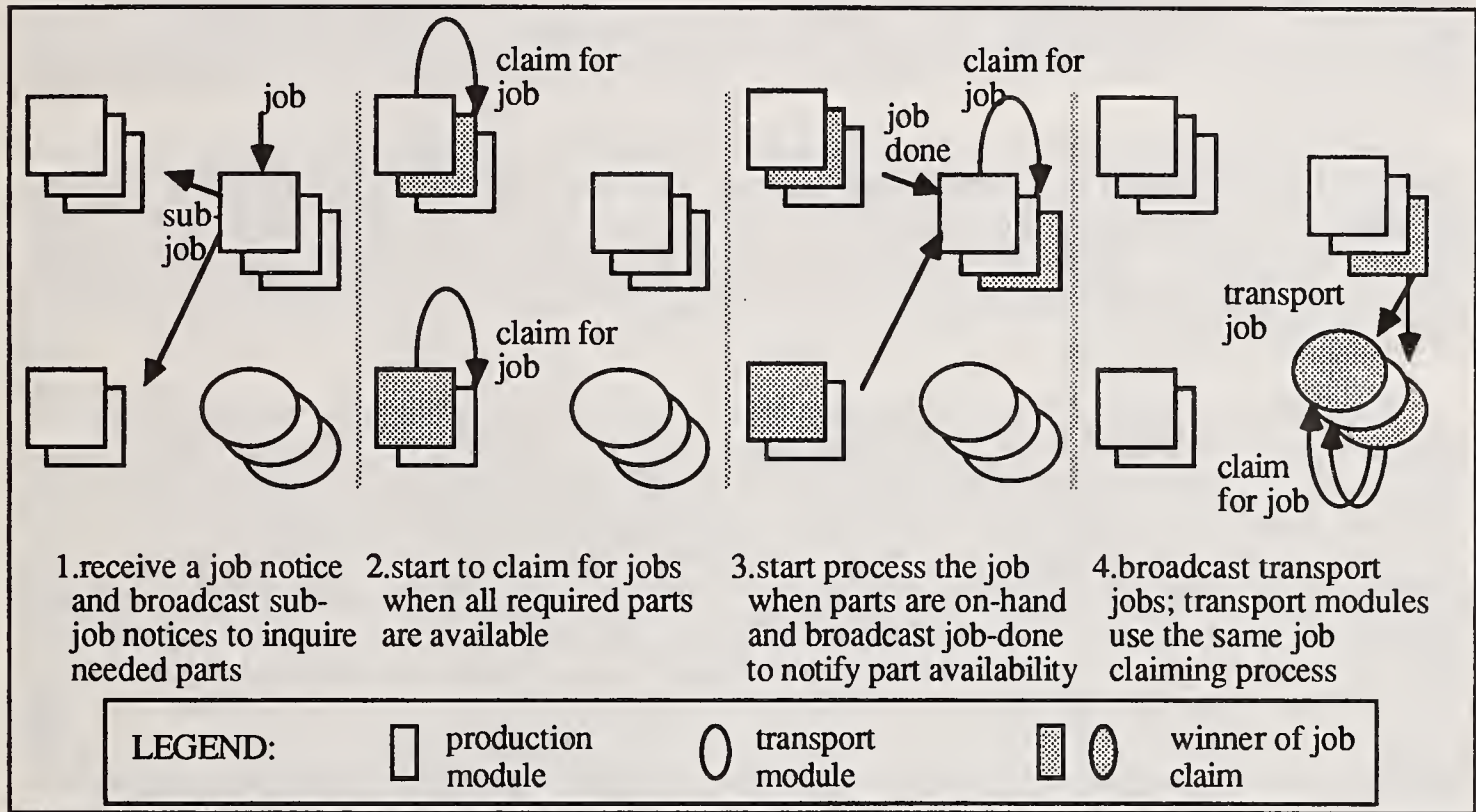 job
sub-
job
claim for
job
claim for
job
job
done
claim for
job
transport
job
claim
for job
1.receive a job notice
and broadcast sub-
job notices to inquire
needed parts
2.start to claim for jobs
when all required parts
are available
3.start process the job
when parts are on-hand
and broadcast job-done
to notify part availability
4.broadcast transport
jobs; transport modules
use the same job
claiming process
LEGEND:
production
module
transport
module
winner of job
claim